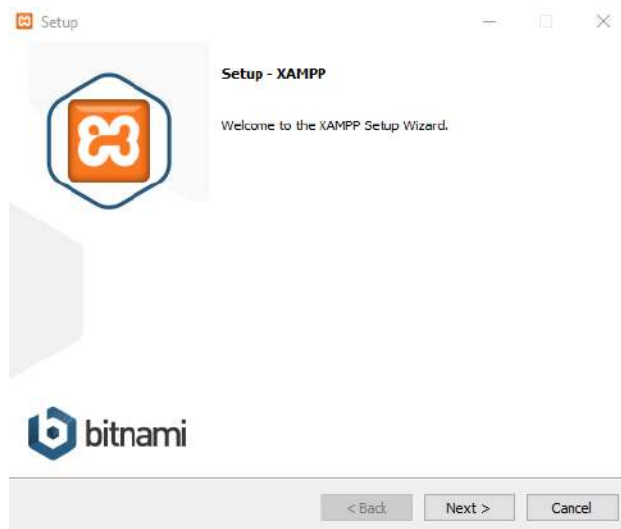 Setup
Setup - XAMPP
Welcome to the XAMPP Setup Wizard.
bitnami
< Back Next > Cancel